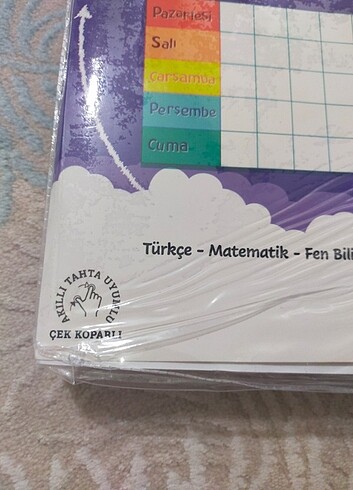 Pazartesi
Salı
Çarşamba
Perşembe
Cuma
Türkçe - Matematik - Fen Bili
AKILLI TAHTA UYUMLU
ÇEK KOPARLI